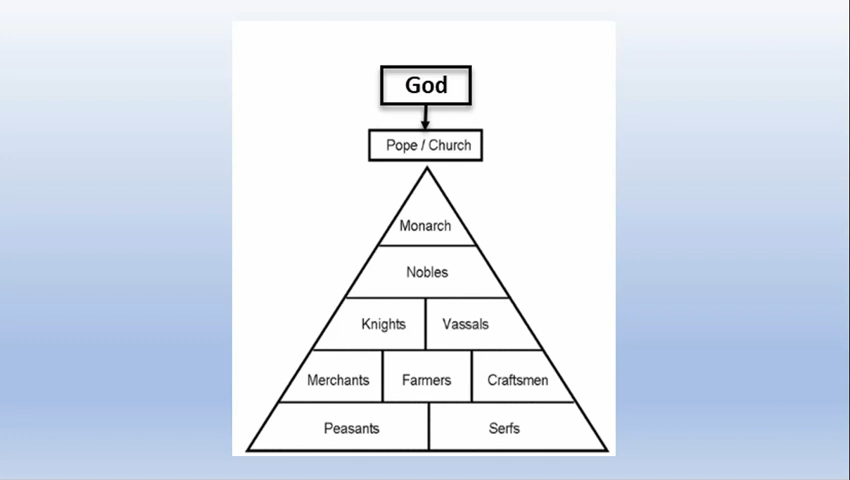 God
Pope / Church
Monarch
Nobles
Knights Vassals
Merchants Farmers Craftsmen
Peasants Serfs